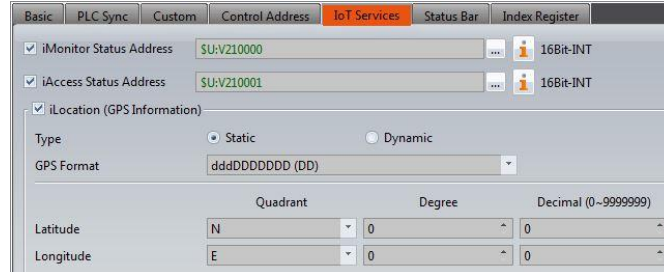 Basic PLC Sync Custom Control Address IoT Services Status Bar Index Register
iMonitor Status Address $U:V210000 ... i 16Bit-INT
iAccess Status Address $U:V210001 ... i 16Bit-INT
iLocation (GPS Information)
Type Static Dynamic
GPS Format dddDDDDDDD (DD)
Quadrant Degree Decimal (0~9999999)
Latitude N 0 0
Longitude E 0 0